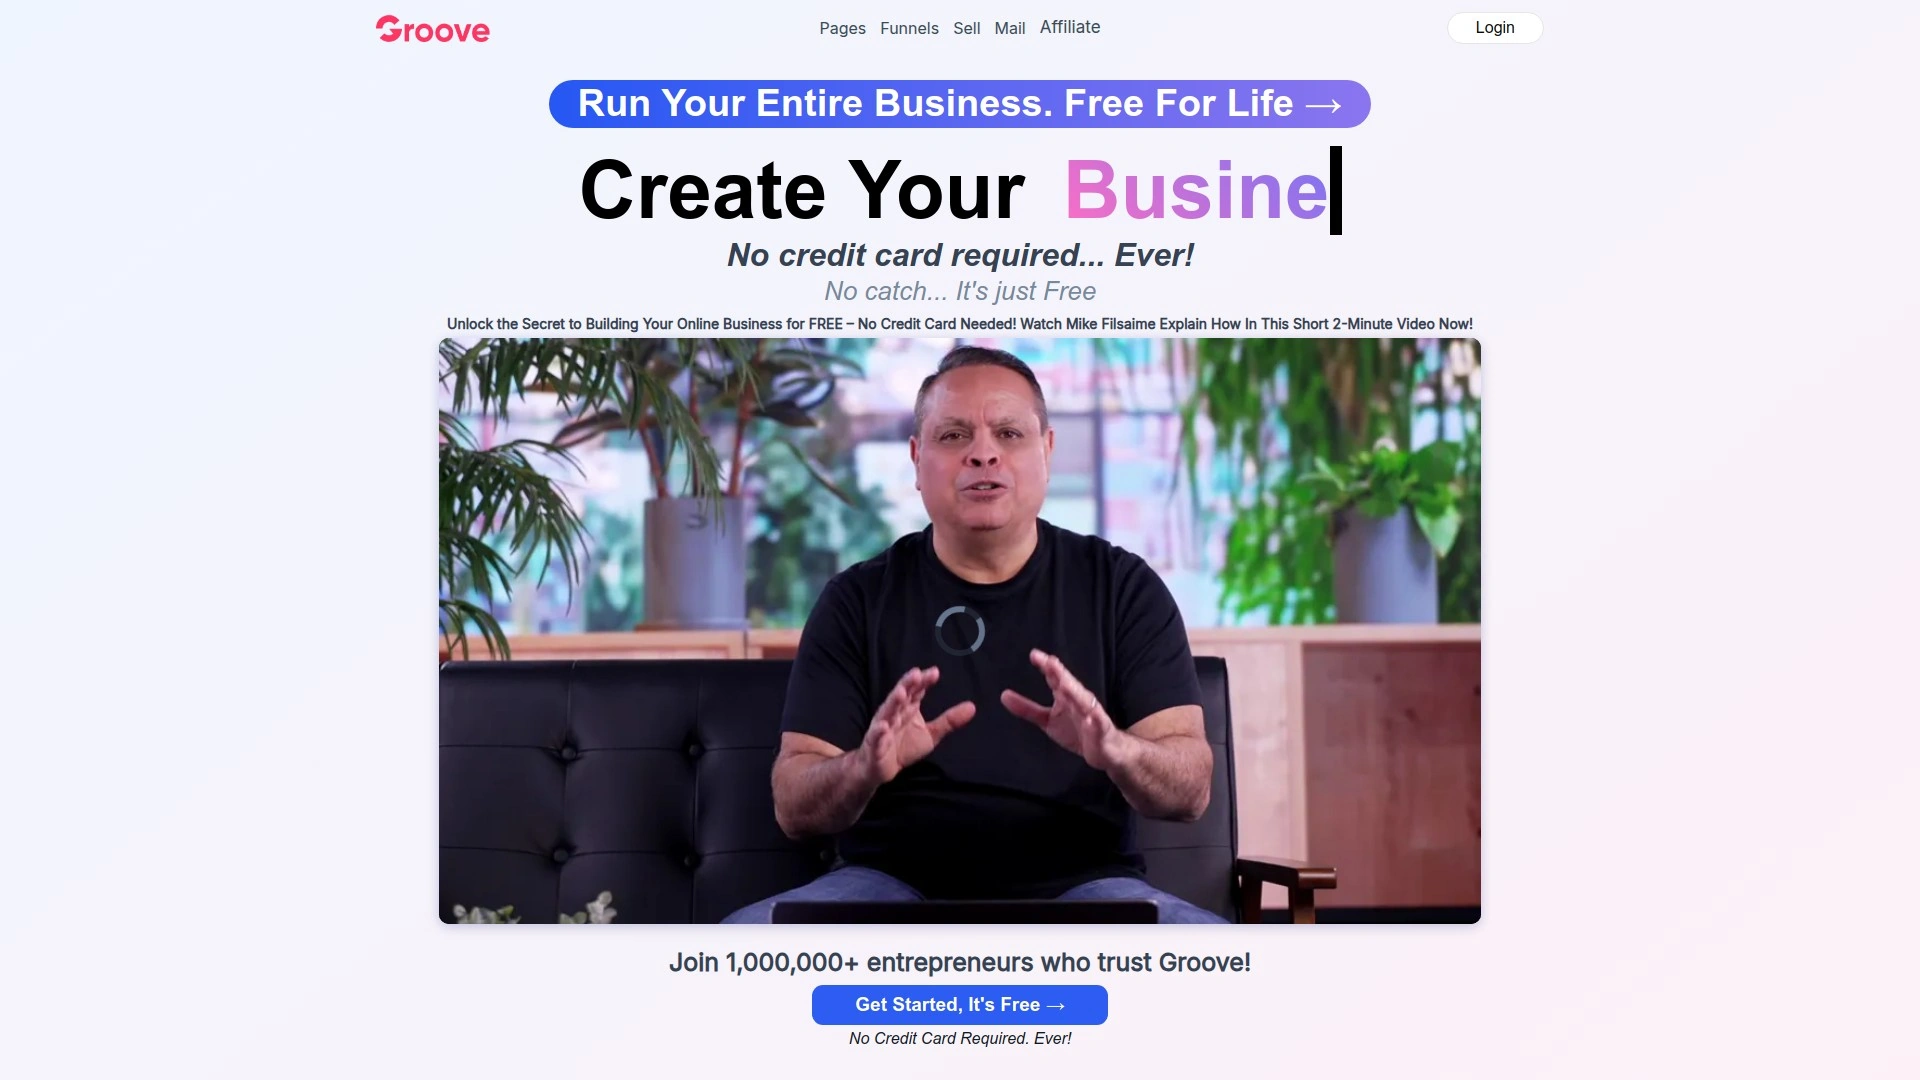 Groove
Pages Funnels Sell Mail Affiliate
Login
Run Your Entire Business. Free For Life →
Create Your Busine
No credit card required... Ever!
No catch... It's just Free
Unlock the Secret to Building Your Online Business for FREE – No Credit Card Needed! Watch Mike Filsaime Explain How In This Short 2-Minute Video Now!
Join 1,000,000+ entrepreneurs who trust Groove!
Get Started, It's Free →
No Credit Card Required. Ever!